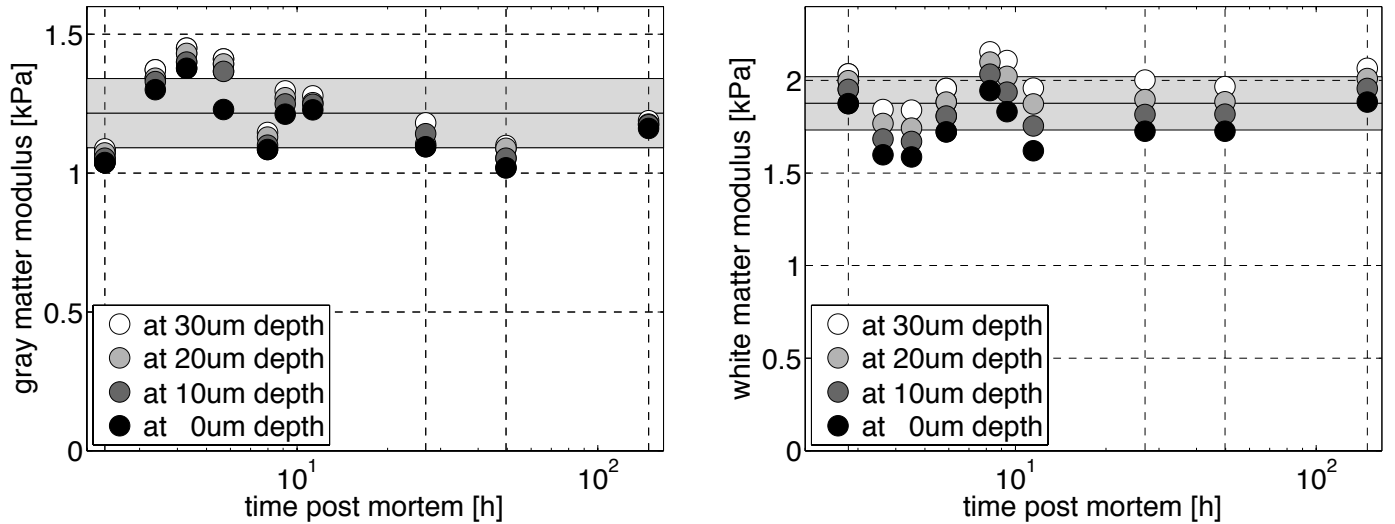 gray matter modulus [kPa]
1.5
1
0.5
0
at 30um depth
at 20um depth
at 10um depth
at 0um depth
10¹
10²
time post mortem [h]
white matter modulus [kPa]
2
1.5
1
0.5
0
at 30um depth
at 20um depth
at 10um depth
at 0um depth
10¹
10²
time post mortem [h]